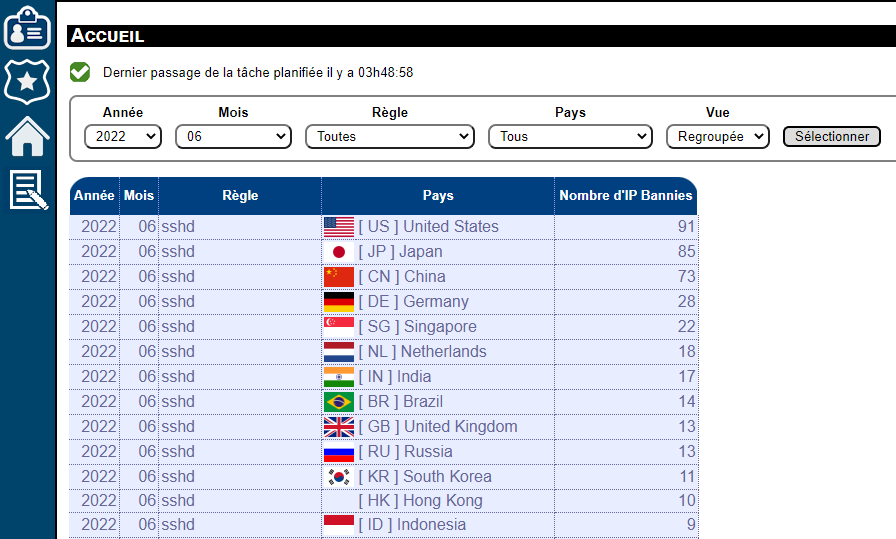 ACCUEIL
Dernier passage de la tâche planifiée il y a 03h48:58
Année Mois Règle Pays Vue
2022 06 Toutes Tous Regroupée Sélectionner
Année Mois Règle Pays Nombre d'IP Bannies
2022 06 sshd [ US ] United States 91
2022 06 sshd [ JP ] Japan 85
2022 06 sshd [ CN ] China 73
2022 06 sshd [ DE ] Germany 28
2022 06 sshd [ SG ] Singapore 22
2022 06 sshd [ NL ] Netherlands 18
2022 06 sshd [ IN ] India 17
2022 06 sshd [ BR ] Brazil 14
2022 06 sshd [ GB ] United Kingdom 13
2022 06 sshd [ RU ] Russia 13
2022 06 sshd [ KR ] South Korea 11
2022 06 sshd [ HK ] Hong Kong 10
2022 06 sshd [ ID ] Indonesia 9